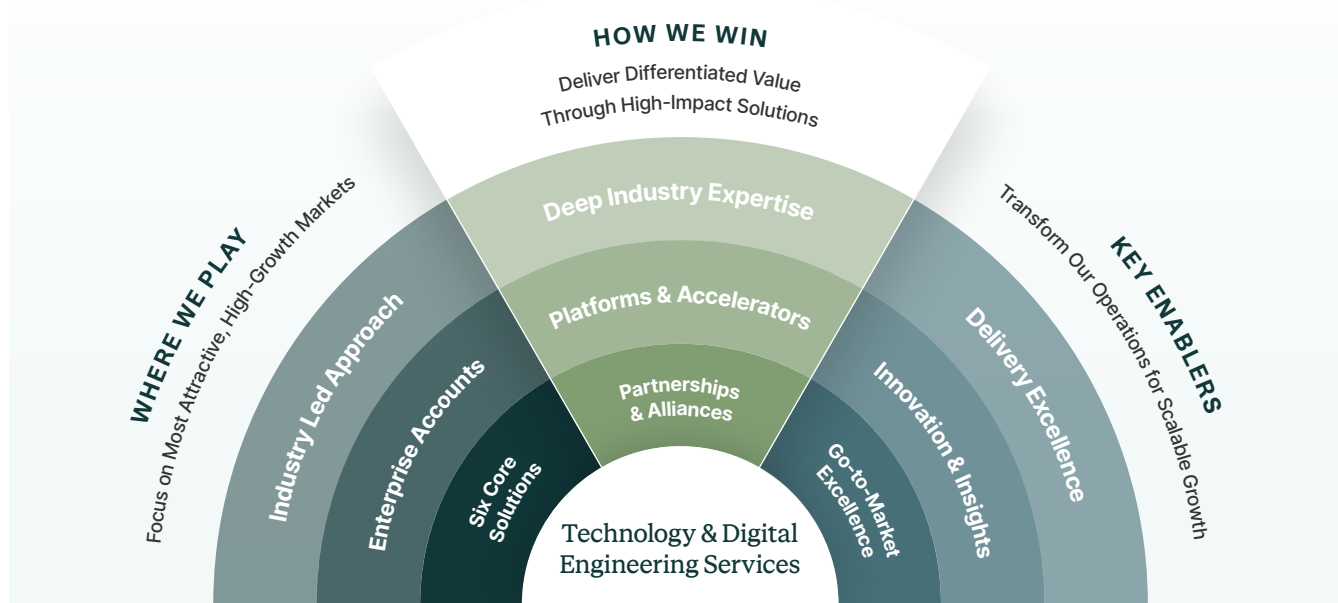 WHERE WE PLAY
Focus on Most Attractive, High-Growth Markets
Industry Led Approach
Enterprise Accounts
Six Core
Solutions
HOW WE WIN
Deliver Differentiated Value
Through High-Impact Solutions
Deep Industry Expertise
Platforms & Accelerators
Partnerships
& Alliances
KEY ENABLERS
Transform Our Operations for Scalable Growth
Delivery Excellence
Innovation & Insights
Go-to-Market
Excellence
Technology & Digital
Engineering Services